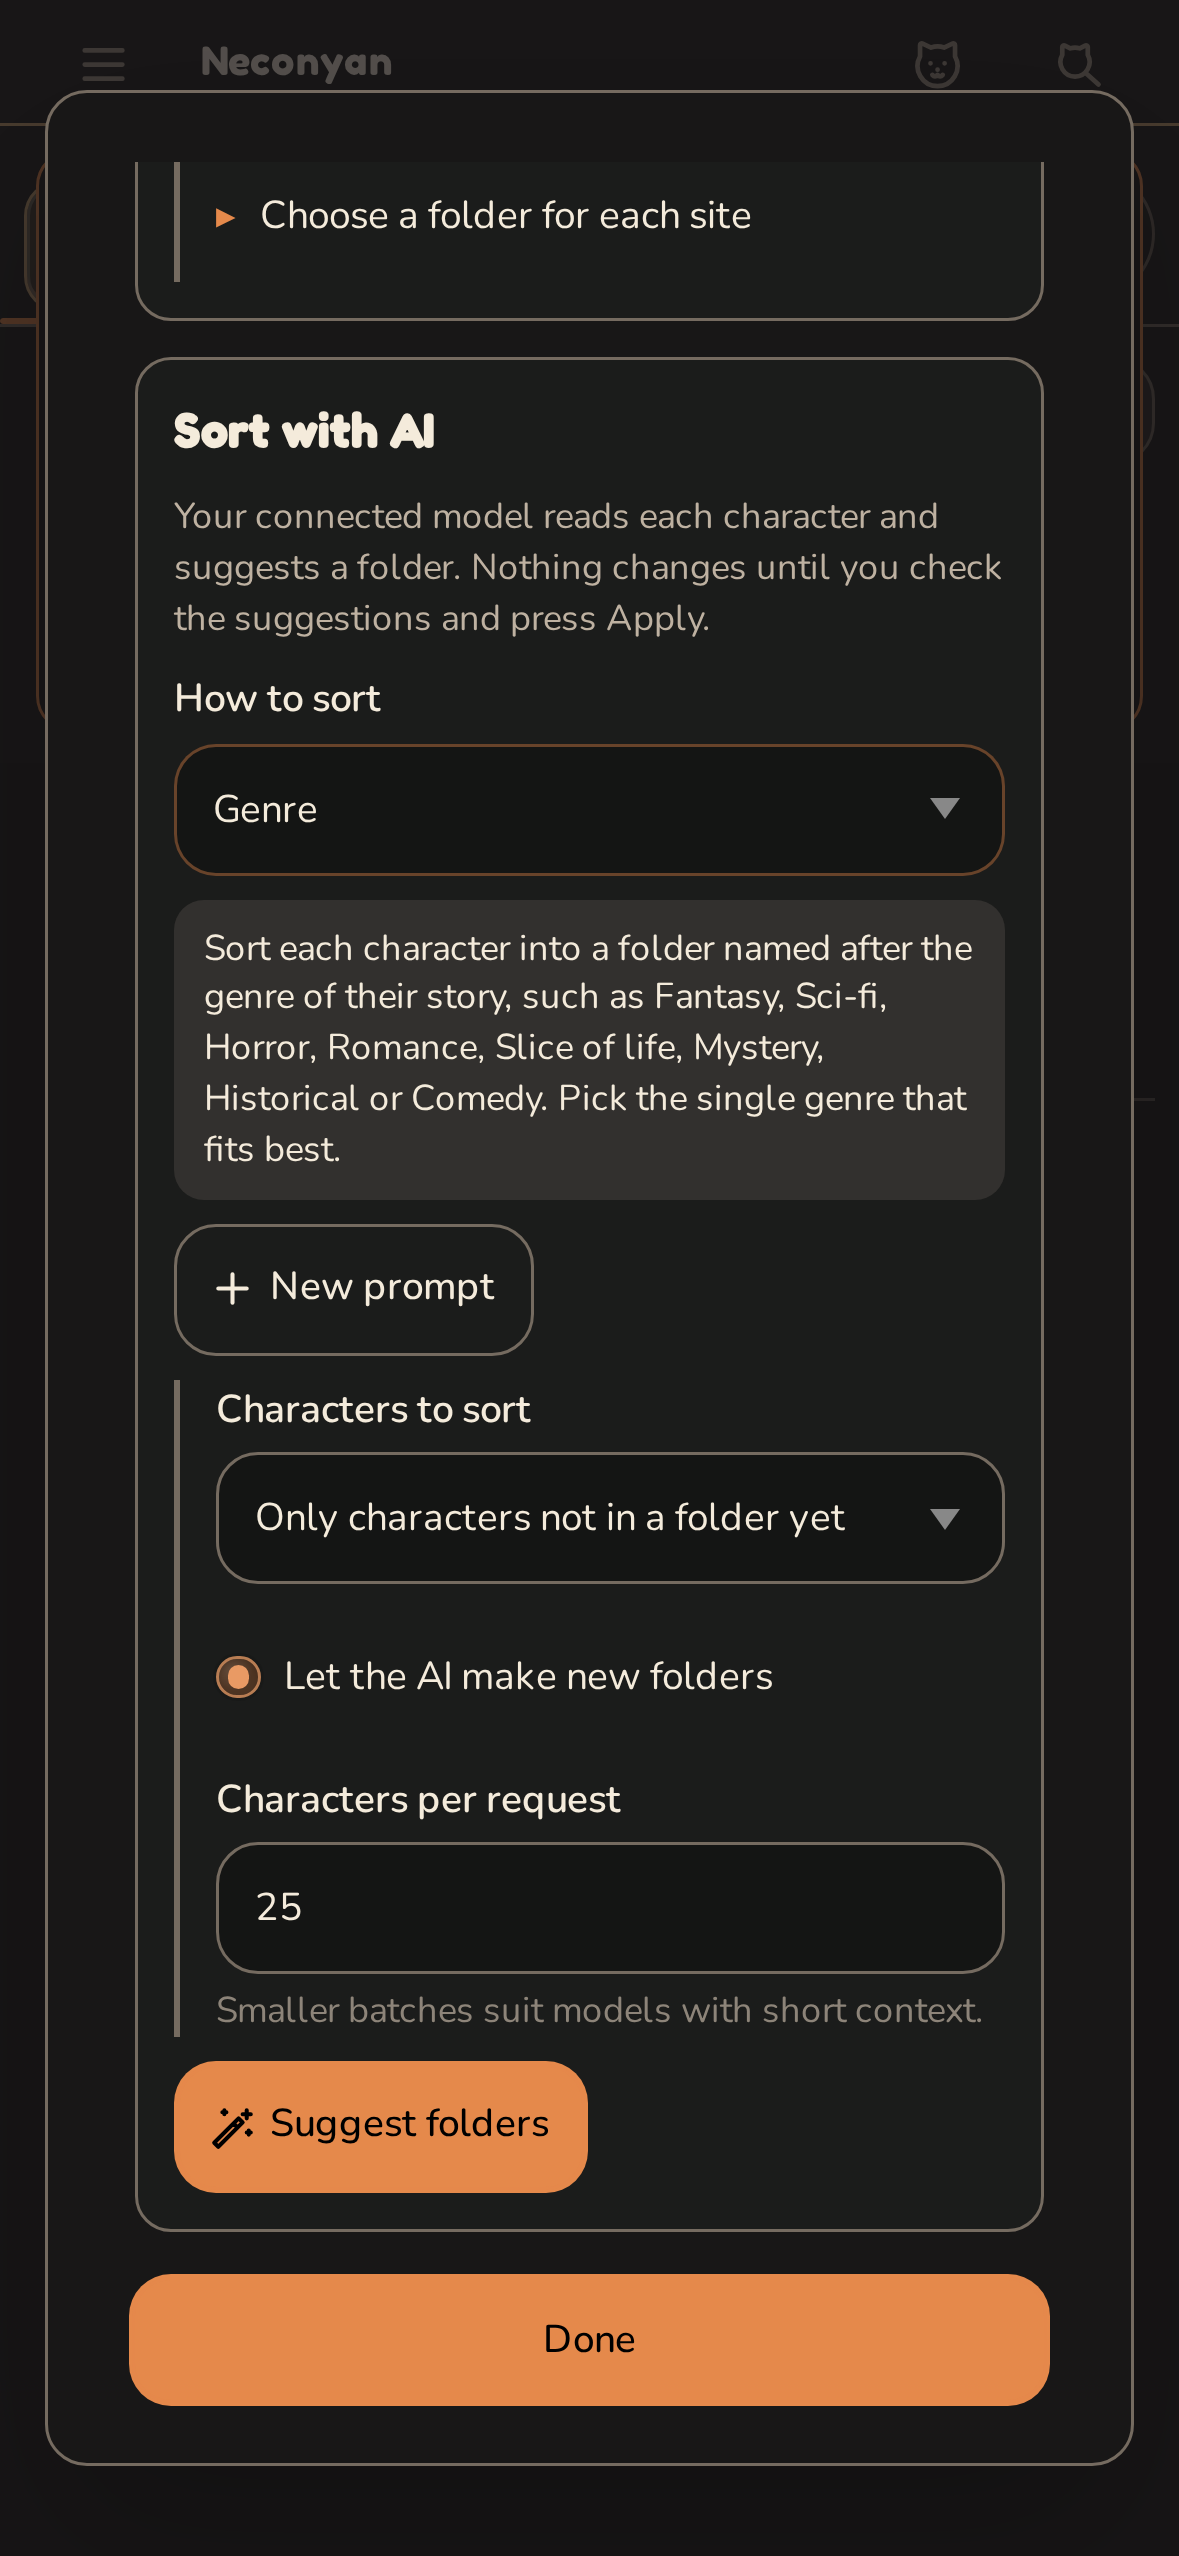 Neconyan
Choose a folder for each site
Sort with AI
Your connected model reads each character and
suggests a folder. Nothing changes until you check
the suggestions and press Apply.
How to sort
Genre
Sort each character into a folder named after the
genre of their story, such as Fantasy, Sci-fi,
Horror, Romance, Slice of life, Mystery,
Historical or Comedy. Pick the single genre that
fits best.
New prompt
Characters to sort
Only characters not in a folder yet
Let the AI make new folders
Characters per request
25
Smaller batches suit models with short context.
Suggest folders
Done